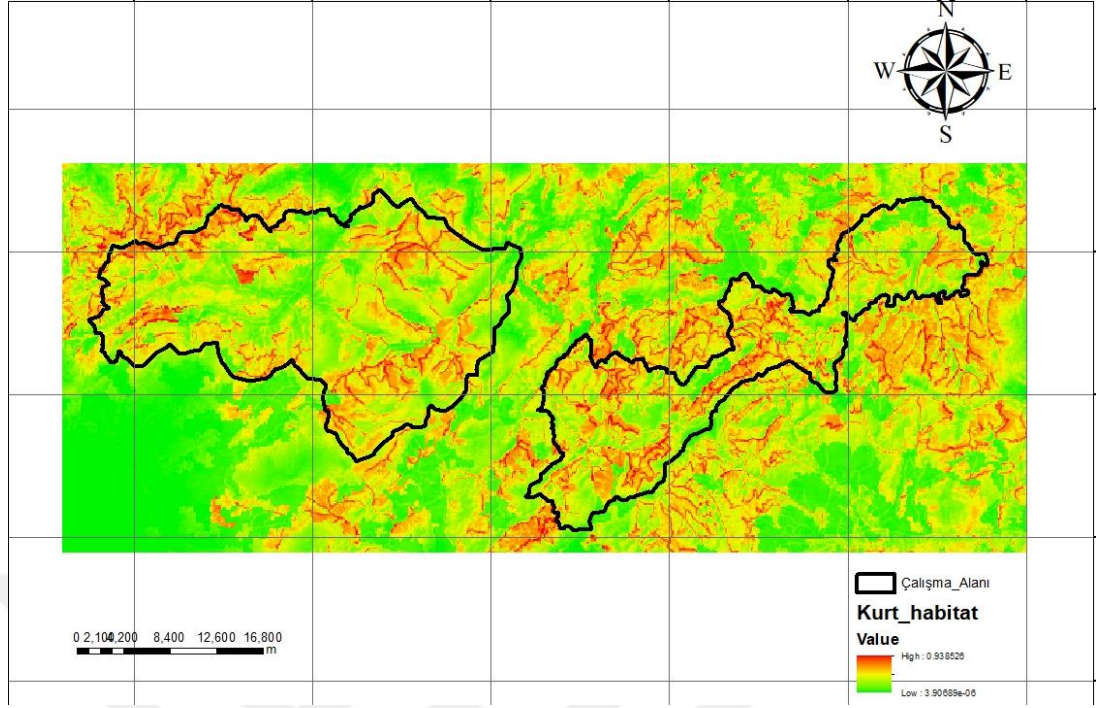 N
W E
S
Çalışma_Alanı
Kurt_habitat
Value
High : 0.938526
Low : 3.90689e-06
0 2,100 4,200 8,400 12,600 16,800
m